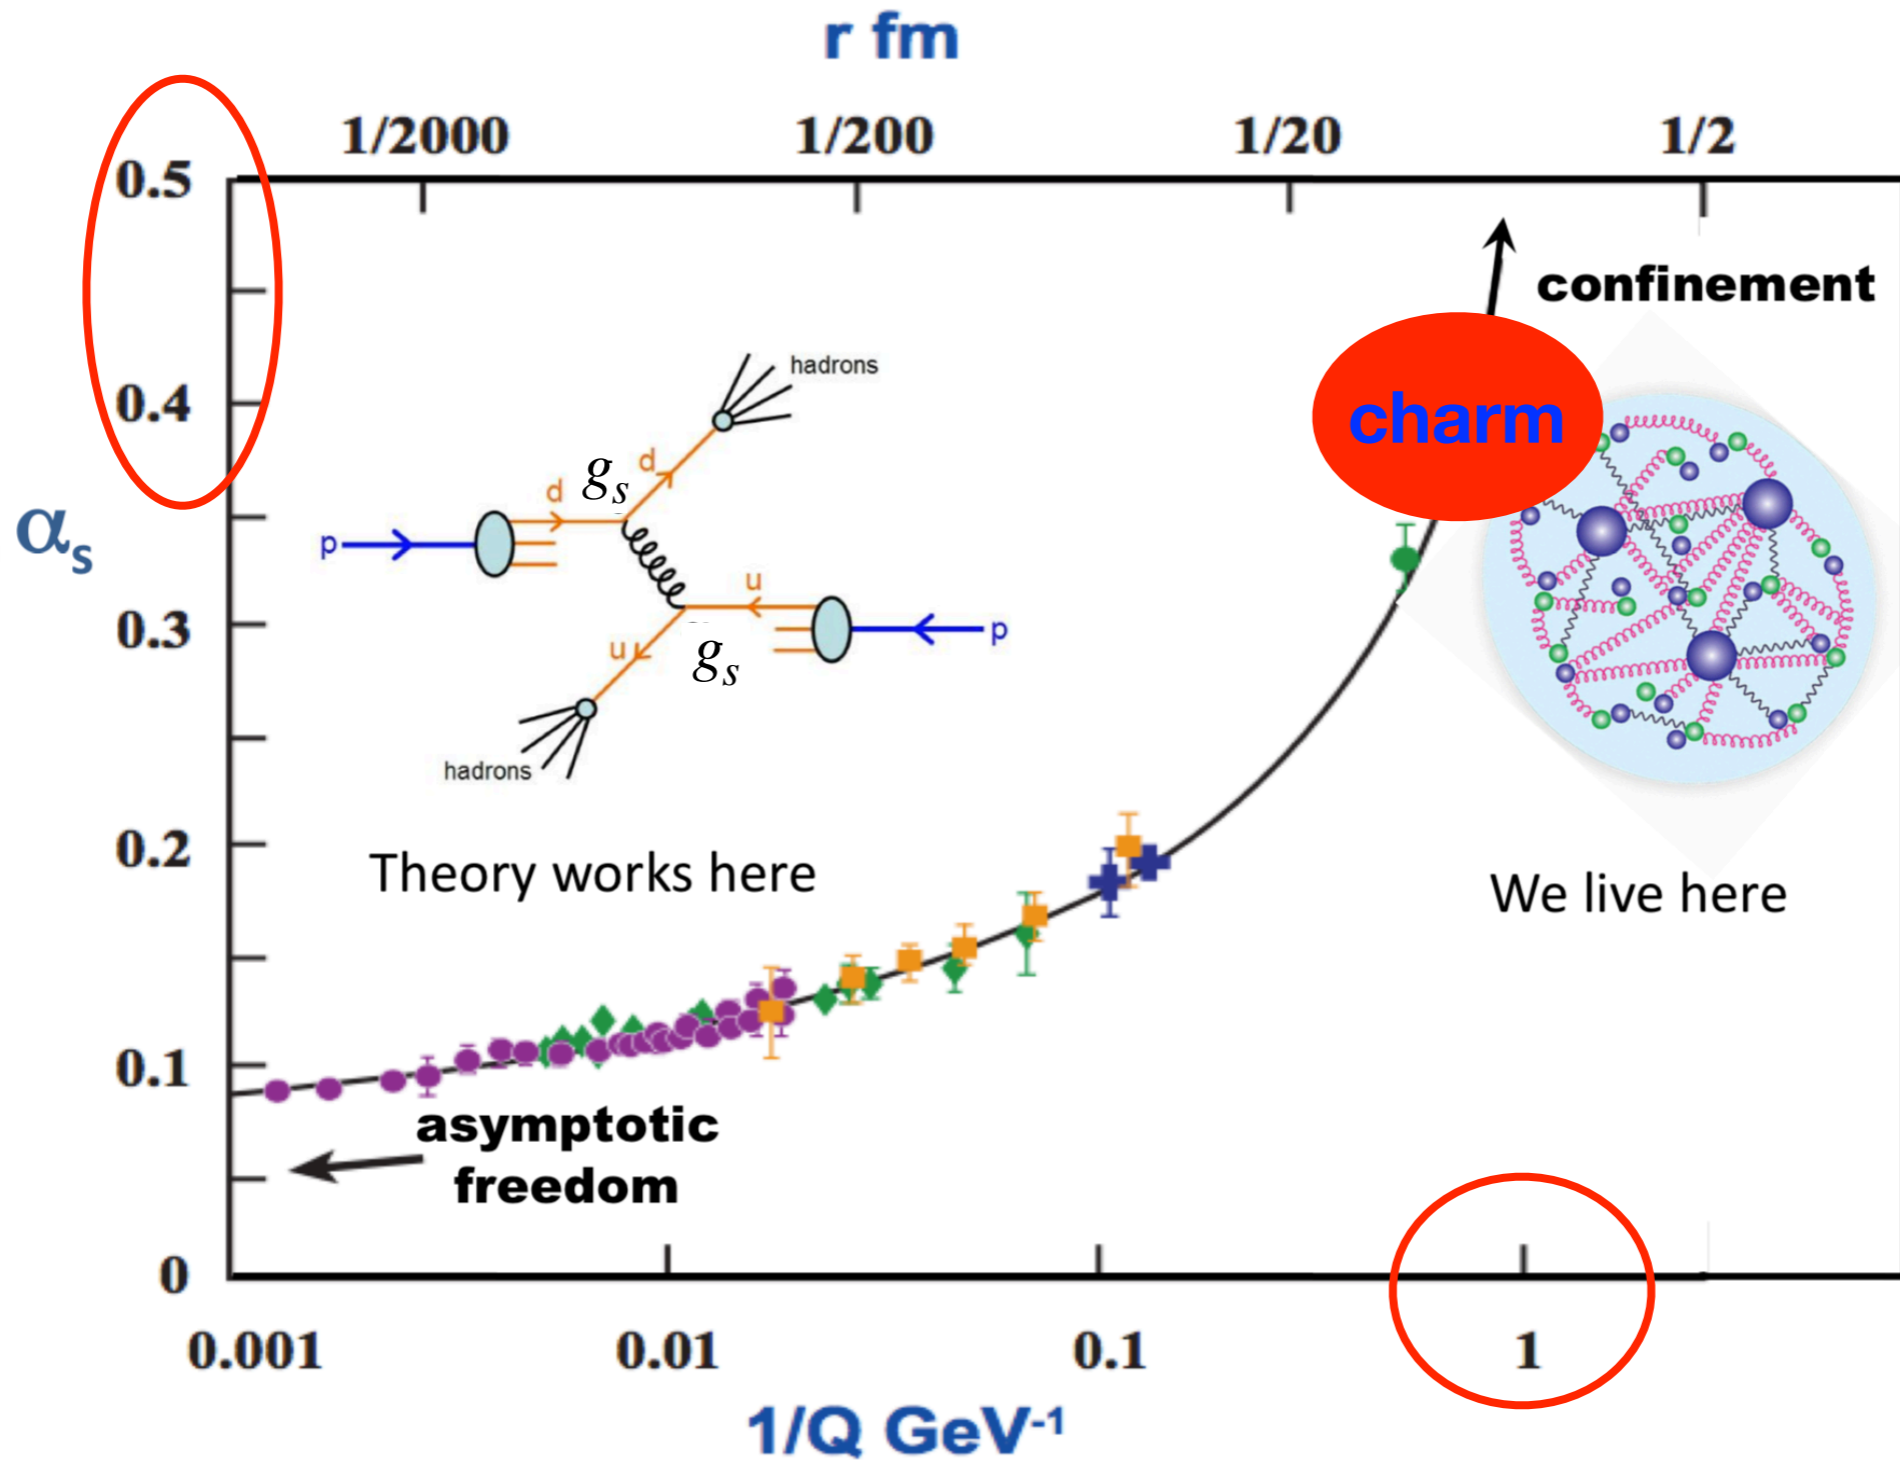 r fm
1/2000 1/200 1/20 1/2
0.5
0.4
0.3
0.2
0.1
0
αs
confinement
charm
hadrons
d
gs
d
p
u
p
u
gs
hadrons
Theory works here
We live here
asymptotic
freedom
0.001 0.01 0.1 1
1/Q GeV-1